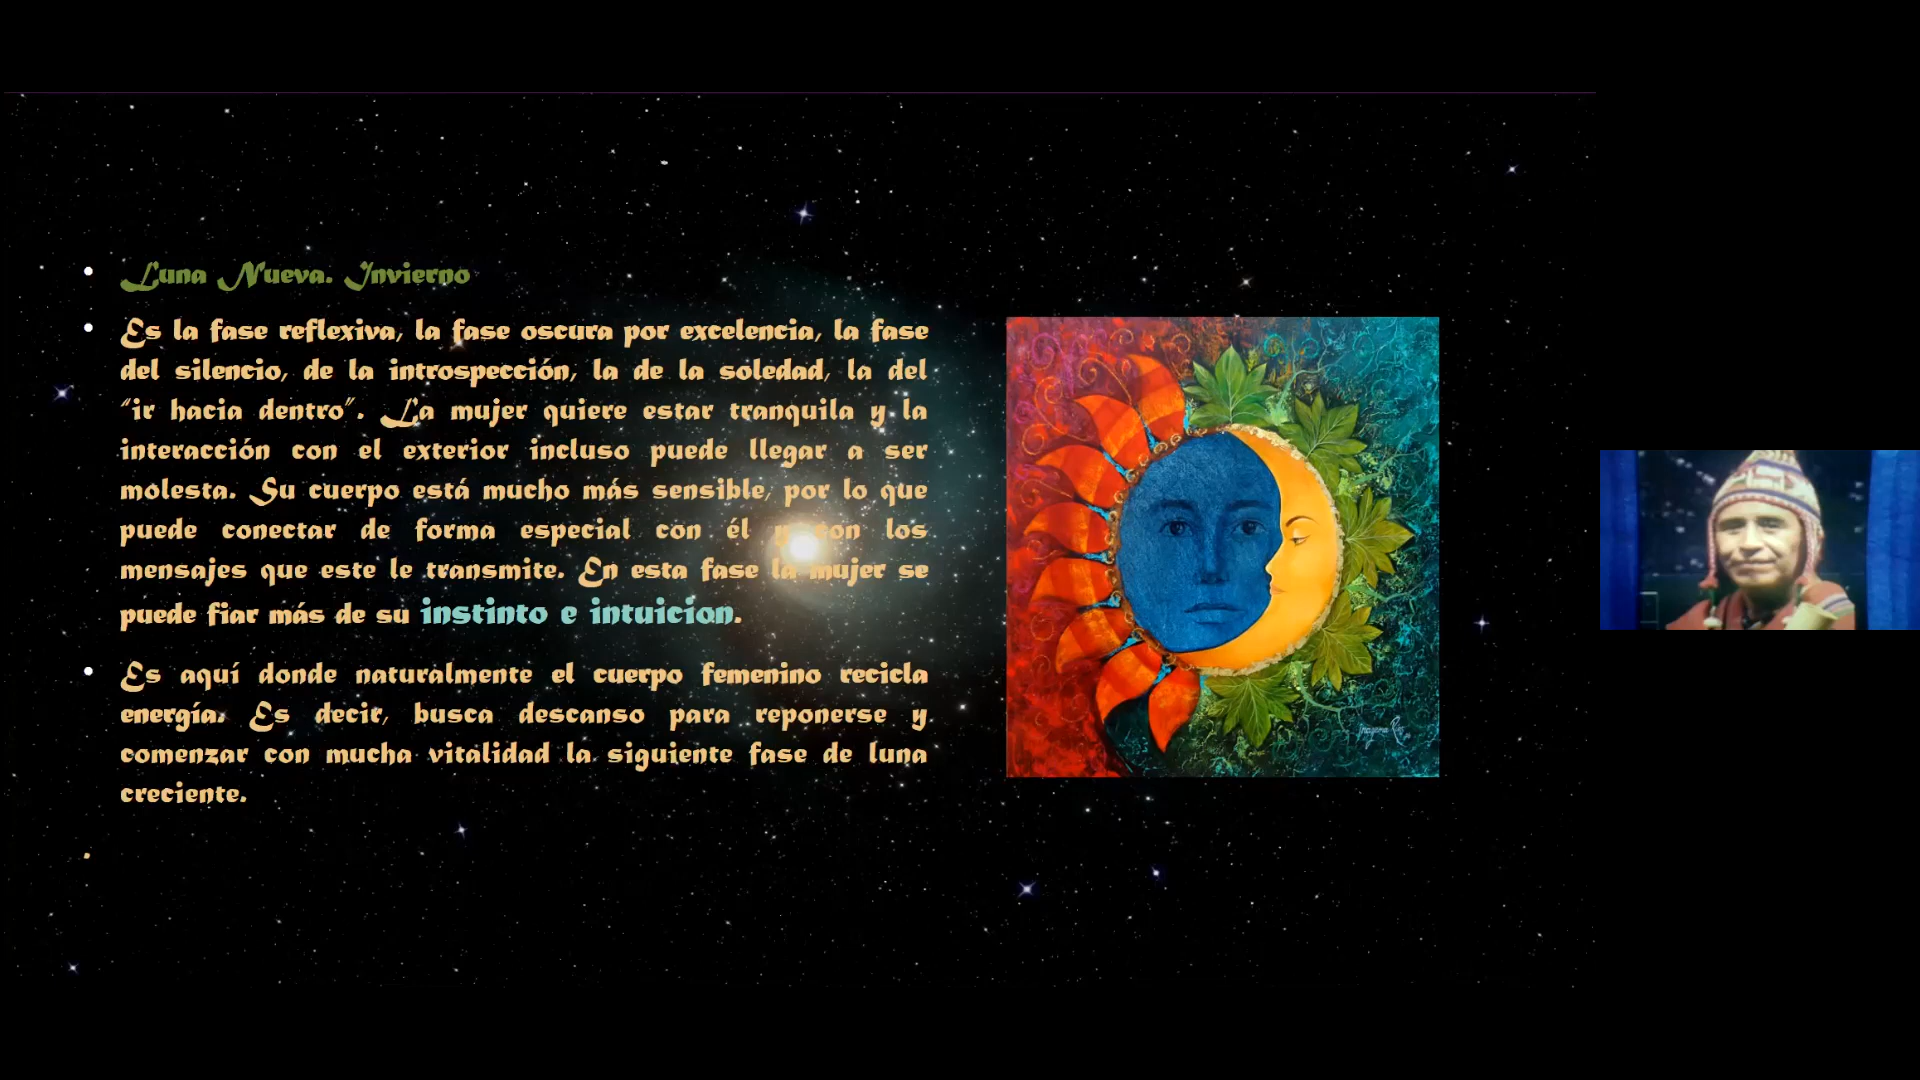 Luna Nueva. Invierno
Es la fase reflexiva, la fase oscura por excelencia, la fase
del silencio, de la introspección, la de la soledad, la del
“ir hacia dentro”. La mujer quiere estar tranquila y la
interacción con el exterior incluso puede llegar a ser
molesta. Su cuerpo está mucho más sensible, por lo que
puede conectar de forma especial con él y con los
mensajes que este le transmite. En esta fase la mujer se
puede fiar más de su instinto e intuicion.
Es aquí donde naturalmente el cuerpo femenino recicla
energía. Es decir, busca descanso para reponerse y
comenzar con mucha vitalidad la siguiente fase de luna
creciente.